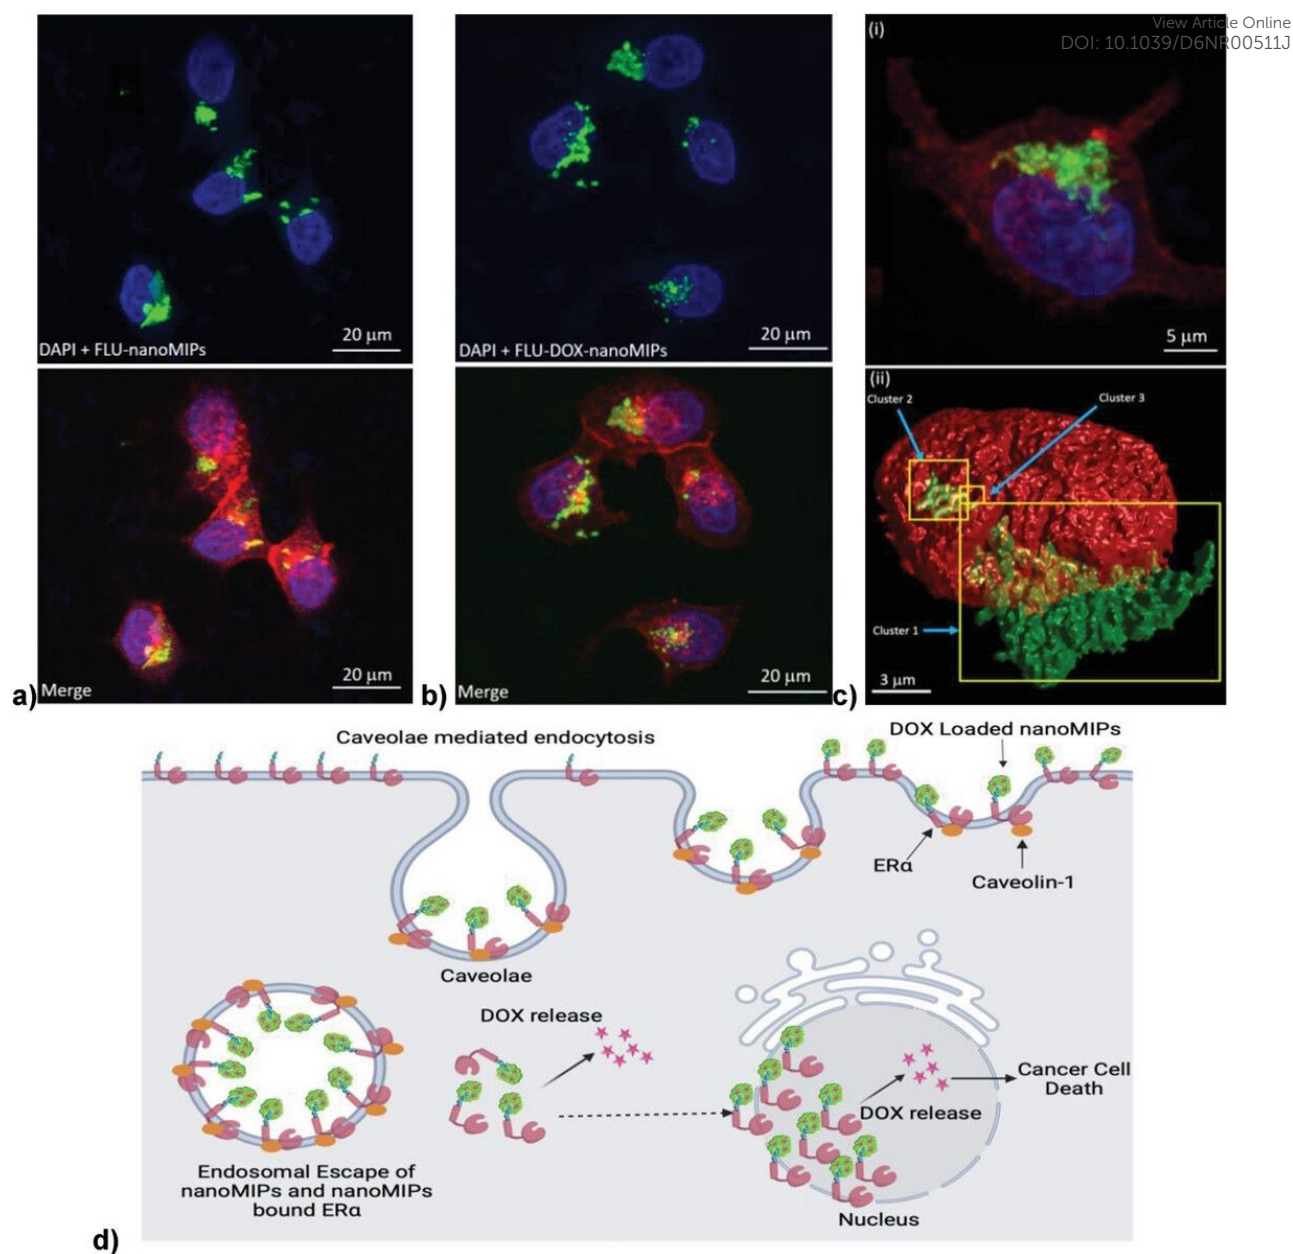 View Article Online
DOI: 10.1039/D6NR00511J
DAPI + FLU-nanoMIPs
20 µm
DAPI + FLU-DOX-nanoMIPs
20 µm
(i)
5 µm
Merge
20 µm
a)
Merge
20 µm
b)
(ii)
Cluster 2
Cluster 3
Cluster 1
3 µm
c)
Caveolae mediated endocytosis
DOX Loaded nanoMIPs
ERα
Caveolin-1
Caveolae
DOX release
Cancer Cell
Death
DOX release
Endosomal Escape of
nanoMIPs and nanoMIPs
bound ERα
Nucleus
d)